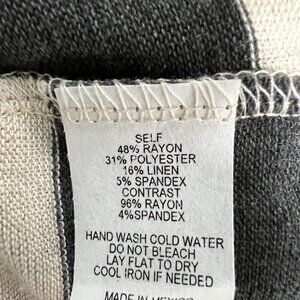 SELF
48% RAYON
31% POLYESTER
16% LINEN
5% SPANDEX
CONTRAST
96% RAYON
4%SPANDEX
HAND WASH COLD WATER
DO NOT BLEACH
LAY FLAT TO DRY
COOL IRON IF NEEDED
MADE IN MEXICO